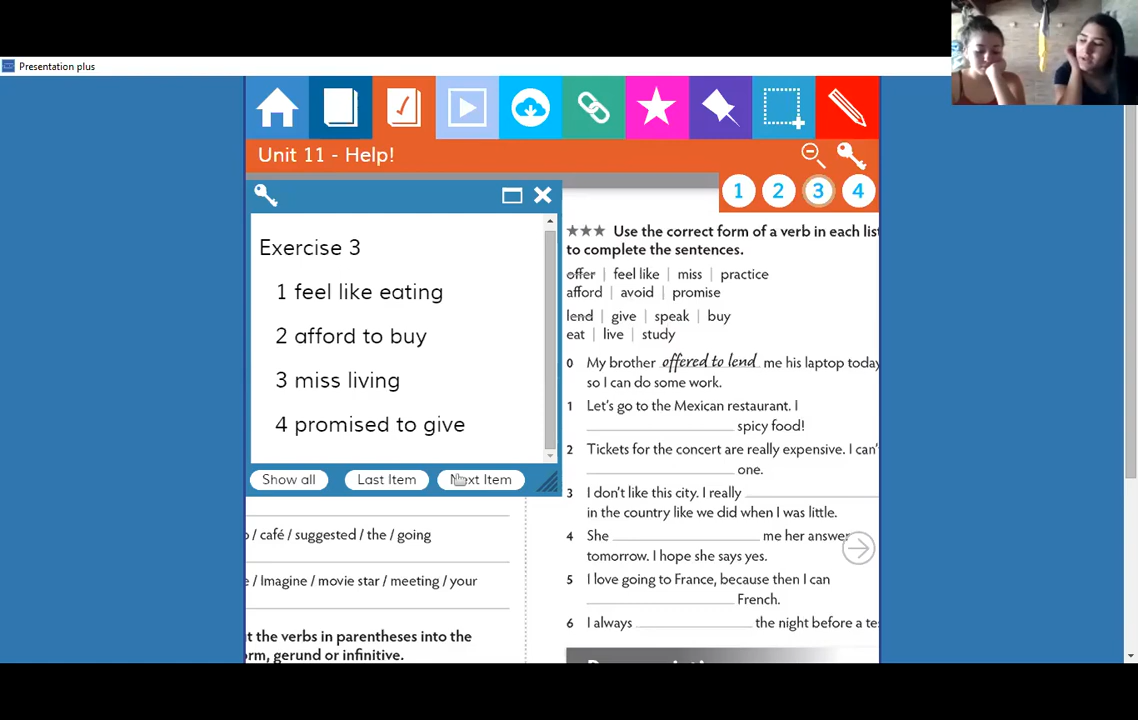 Presentation plus
Unit 11 - Help!
1 2 3 4
Exercise 3
1 feel like eating
2 afford to buy
3 miss living
4 promised to give
Show all
Last Item
Next Item
/ café / suggested / the / going
/ Imagine / movie star / meeting / your
t the verbs in parentheses into the
rm, gerund or infinitive.
★★★ Use the correct form of a verb in each list
to complete the sentences.
offer | feel like | miss | practice
afford | avoid | promise
lend | give | speak | buy
eat | live | study
0 My brother offered to lend me his laptop today
so I can do some work.
1 Let's go to the Mexican restaurant. I
spicy food!
2 Tickets for the concert are really expensive. I can'
one.
3 I don't like this city. I really
in the country like we did when I was little.
4 She me her answer
tomorrow. I hope she says yes.
5 I love going to France, because then I can
French.
6 I always the night before a te